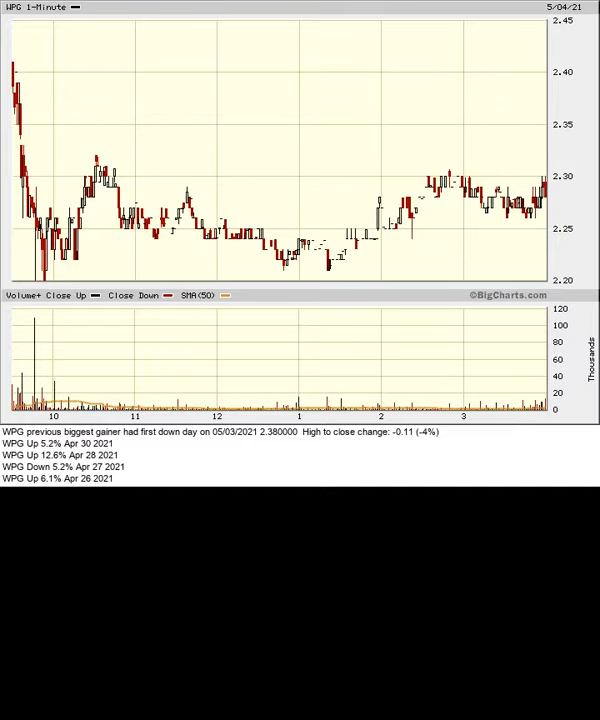 WPG 1-Minute 5/04/21
2.45
2.40
2.35
2.30
2.25
2.20
Volume+ Close Up Close Down SMA(50) ©BigCharts.com
120
100
80
60
40
20
0
Thousands
10 11 12 1 2 3
WPG previous biggest gainer had first down day on 05/03/2021 2.380000 High to close change: -0.11 (-4%)
WPG Up 5.2% Apr 30 2021
WPG Up 12.6% Apr 28 2021
WPG Down 5.2% Apr 27 2021
WPG Up 6.1% Apr 26 2021